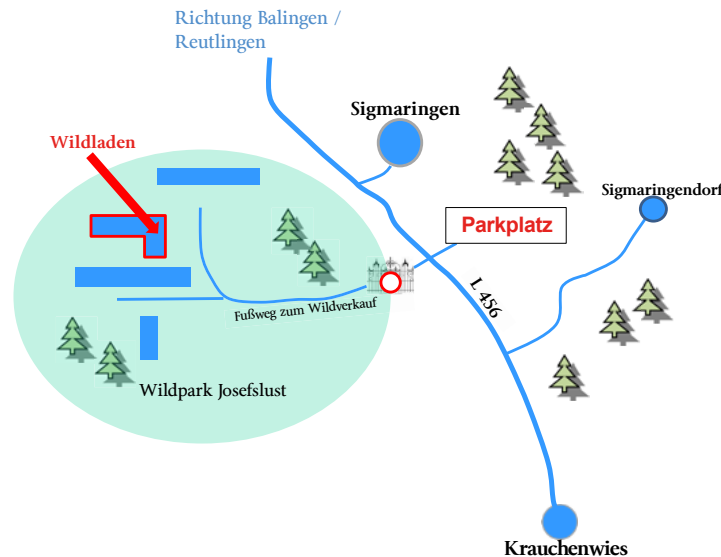 Richtung Balingen /
Reutlingen
Sigmaringen
Wildladen
Sigmaringendorf
Parkplatz
L 456
Fußweg zum Wildverkauf
Wildpark Josefslust
Krauchenwies